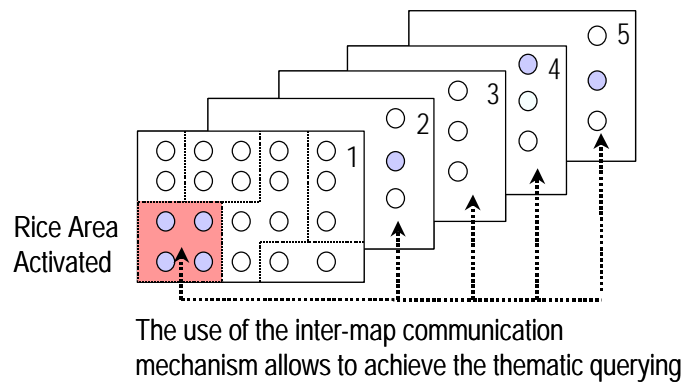 5
4
3
2
1
Rice Area
Activated
The use of the inter-map communication
mechanism allows to achieve the thematic querying